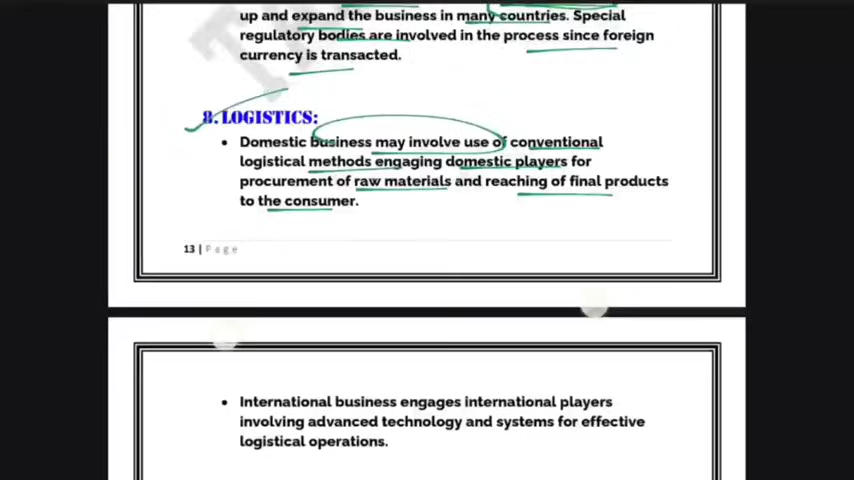 up and expand the business in many countries. Special
regulatory bodies are involved in the process since foreign
currency is transacted.
8. LOGISTICS:
• Domestic business may involve use of conventional
logistical methods engaging domestic players for
procurement of raw materials and reaching of final products
to the consumer.
13 | Page
• International business engages international players
involving advanced technology and systems for effective
logistical operations.